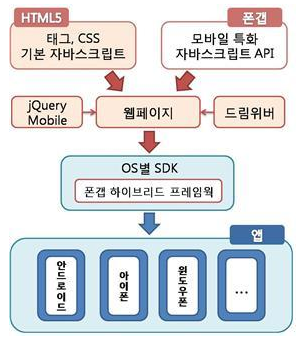 HTML5
폰갭
태그, CSS
기본 자바스크립트
모바일 특화
자바스크립트 API
jQuery
Mobile
웹페이지
드림위버
OS별 SDK
폰갭 하이브리드 프레임웍
앱
안드로이드
아이폰
윈도우폰
...